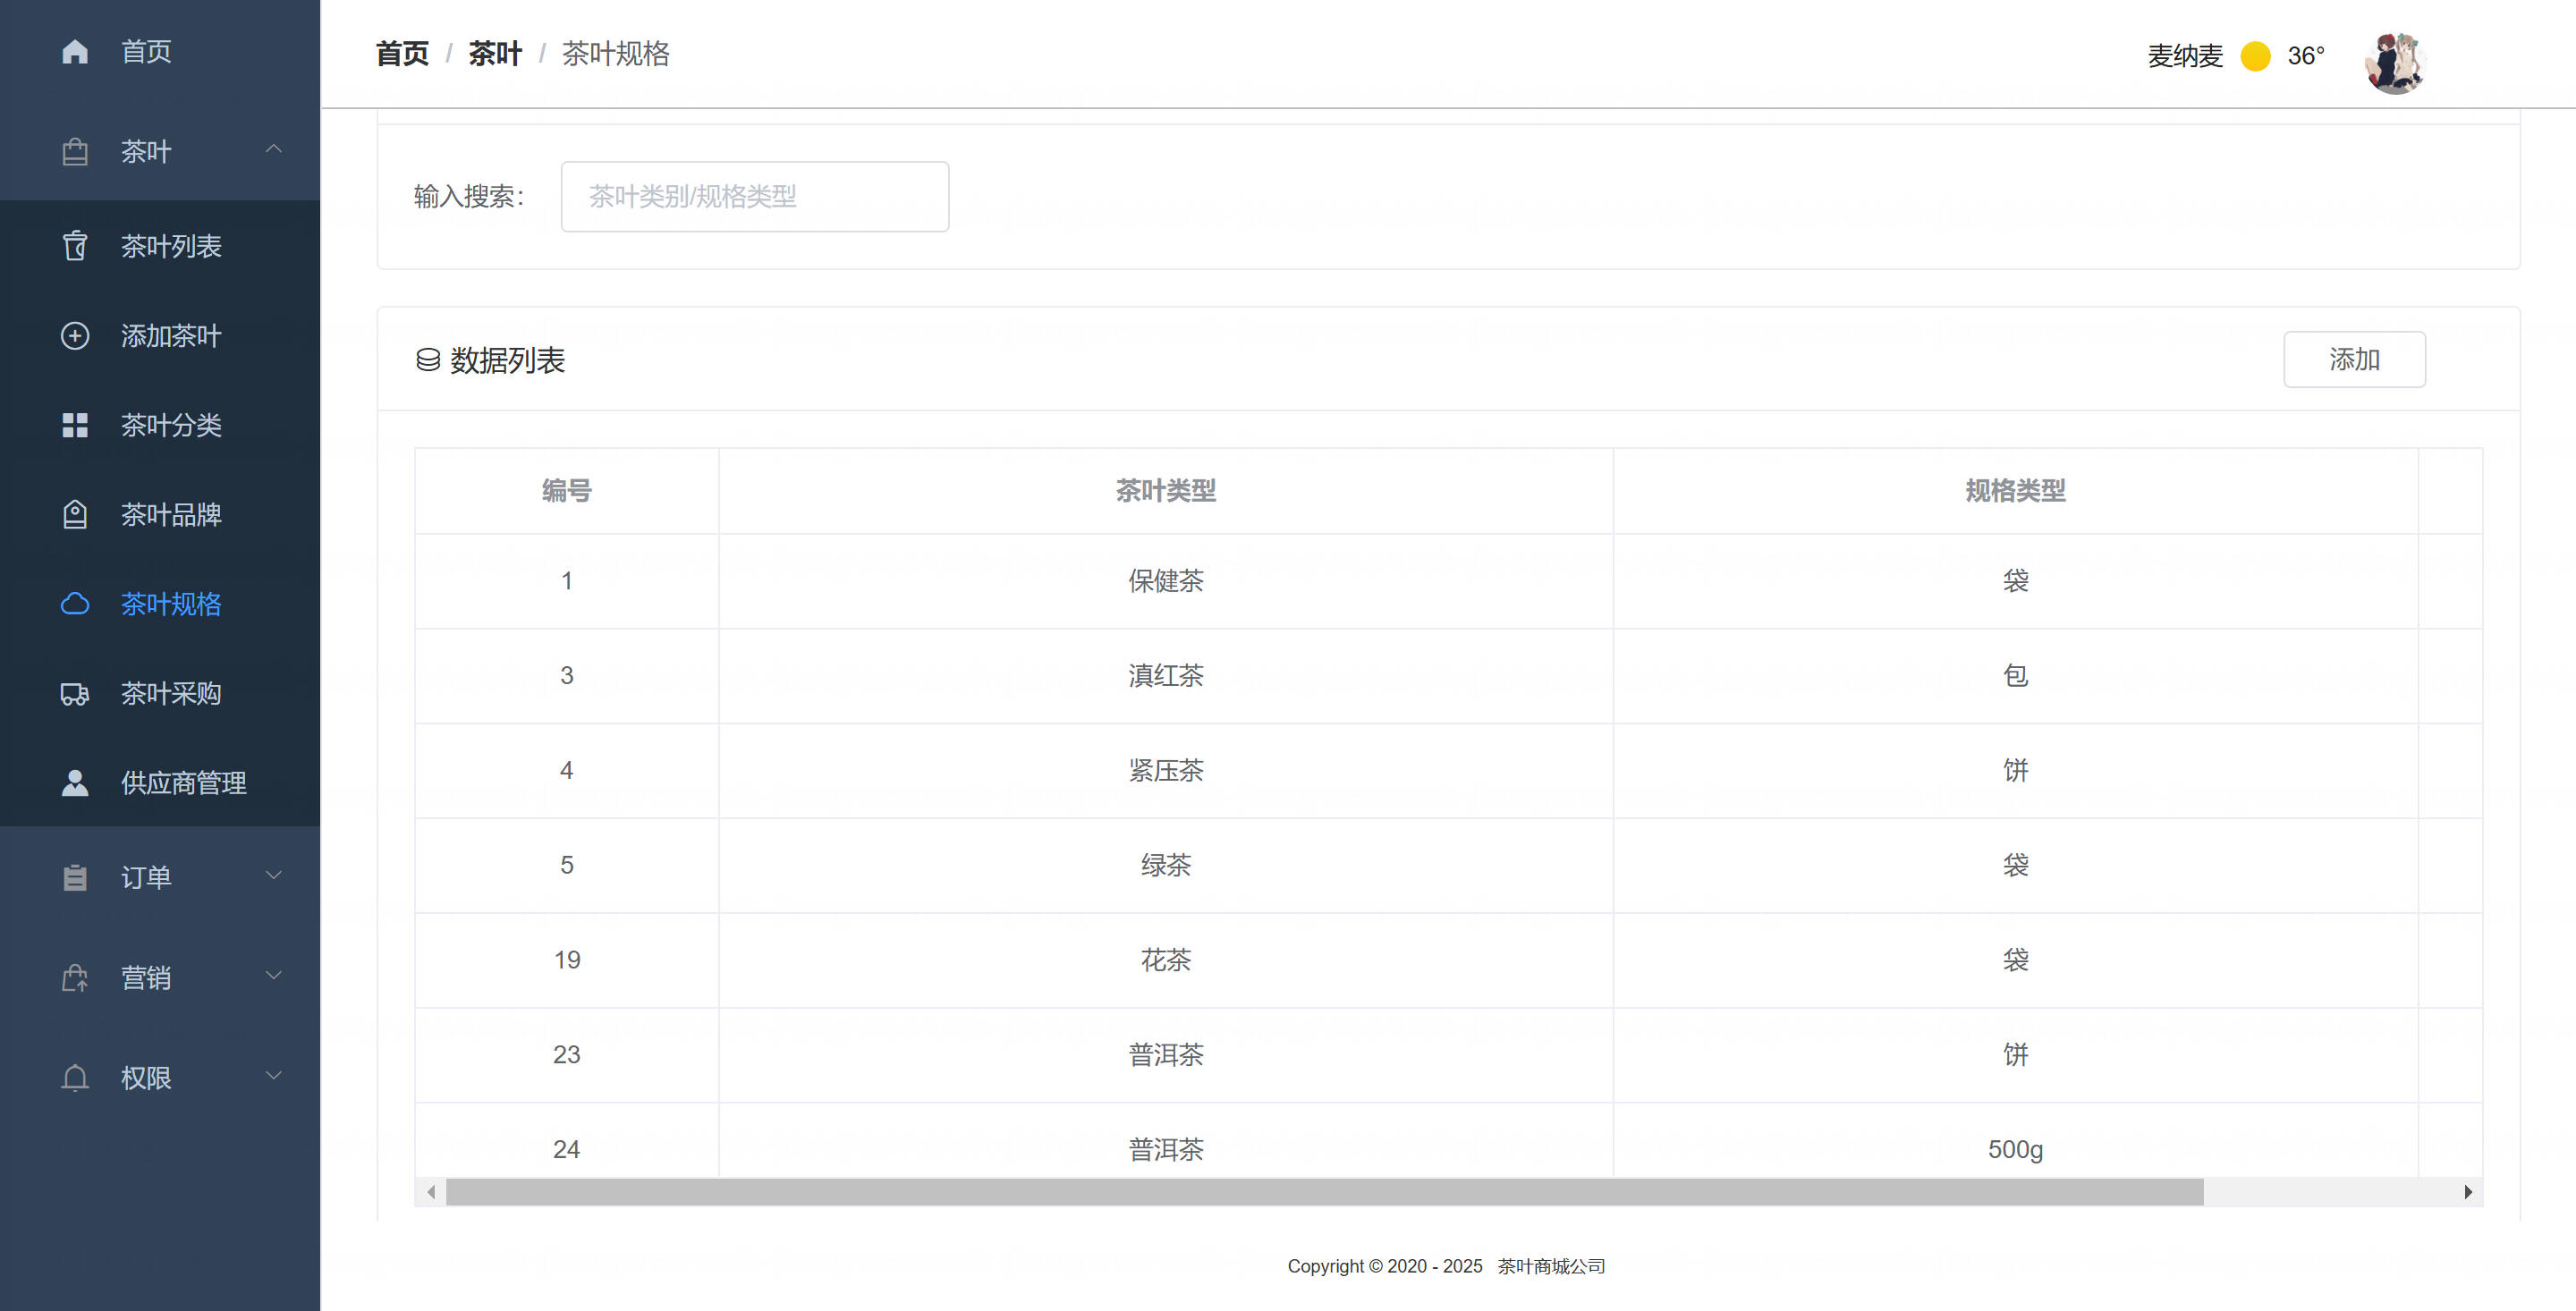 首页
茶叶
茶叶列表
添加茶叶
茶叶分类
茶叶品牌
茶叶规格
茶叶采购
供应商管理
订单
营销
权限
首页 / 茶叶 / 茶叶规格
麦纳麦 36°
输入搜索： 茶叶类别/规格类型
数据列表 添加
编号 茶叶类型 规格类型
1 保健茶 袋
3 滇红茶 包
4 紧压茶 饼
5 绿茶 袋
19 花茶 袋
23 普洱茶 饼
24 普洱茶 500g
Copyright © 2020 - 2025 茶叶商城公司